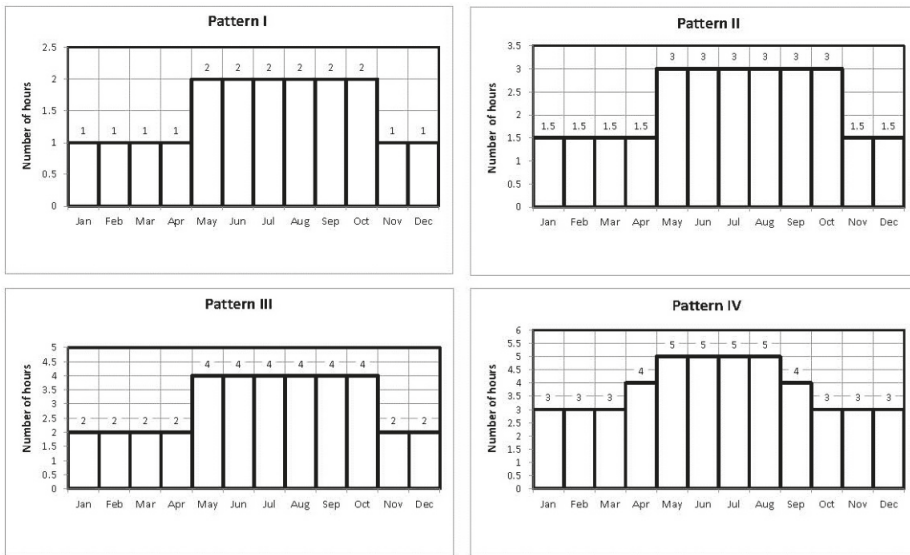 Pattern I
Number of hours
2.5
2
1.5
1
0.5
0
1 1 1 1 2 2 2 2 2 2 1 1
Jan Feb Mar Apr May Jun Jul Aug Sep Oct Nov Dec
Pattern II
Number of hours
3.5
3
2.5
2
1.5
1
0.5
0
1.5 1.5 1.5 1.5 3 3 3 3 3 3 1.5 1.5
Jan Feb Mar Apr May Jun Jul Aug Sep Oct Nov Dec
Pattern III
Number of hours
5
4.5
4
3.5
3
2.5
2
1.5
1
0.5
0
2 2 2 2 4 4 4 4 4 4 2 2
Jan Feb Mar Apr May Jun Jul Aug Sep Oct Nov Dec
Pattern IV
Number of hours
6
5.5
5
4.5
4
3.5
3
2.5
2
1.5
1
0.5
0
3 3 3 4 5 5 5 5 4 3 3 3
Jan Feb Mar Apr May Jun Jul Aug Sep Oct Nov Dec